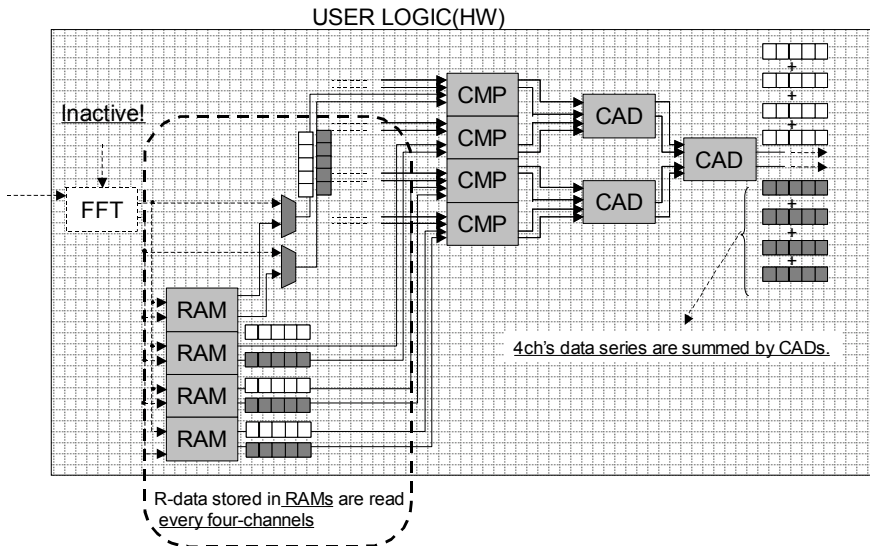 USER LOGIC(HW)
Inactive!
FFT
CMP
CMP
CMP
CMP
CAD
CAD
CAD
RAM
RAM
RAM
RAM
+
+
+
+
+
+
4ch's data series are summed by CADs.
R-data stored in RAMs are read
every four-channels